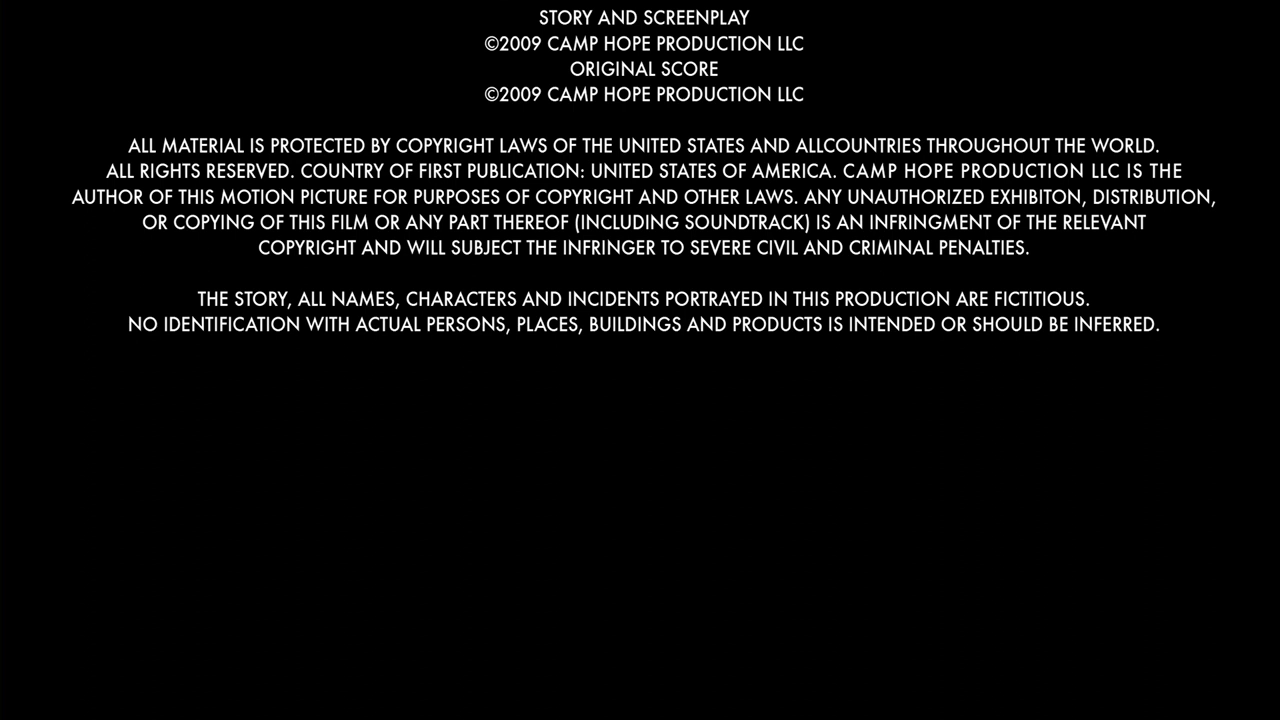 STORY AND SCREENPLAY
©2009 CAMP HOPE PRODUCTION LLC
ORIGINAL SCORE
©2009 CAMP HOPE PRODUCTION LLC
ALL MATERIAL IS PROTECTED BY COPYRIGHT LAWS OF THE UNITED STATES AND ALLCOUNTRIES THROUGHOUT THE WORLD.
ALL RIGHTS RESERVED. COUNTRY OF FIRST PUBLICATION: UNITED STATES OF AMERICA. CAMP HOPE PRODUCTION LLC IS THE
AUTHOR OF THIS MOTION PICTURE FOR PURPOSES OF COPYRIGHT AND OTHER LAWS. ANY UNAUTHORIZED EXHIBITON, DISTRIBUTION,
OR COPYING OF THIS FILM OR ANY PART THEREOF (INCLUDING SOUNDTRACK) IS AN INFRINGMENT OF THE RELEVANT
COPYRIGHT AND WILL SUBJECT THE INFRINGER TO SEVERE CIVIL AND CRIMINAL PENALTIES.
THE STORY, ALL NAMES, CHARACTERS AND INCIDENTS PORTRAYED IN THIS PRODUCTION ARE FICTITIOUS.
NO IDENTIFICATION WITH ACTUAL PERSONS, PLACES, BUILDINGS AND PRODUCTS IS INTENDED OR SHOULD BE INFERRED.